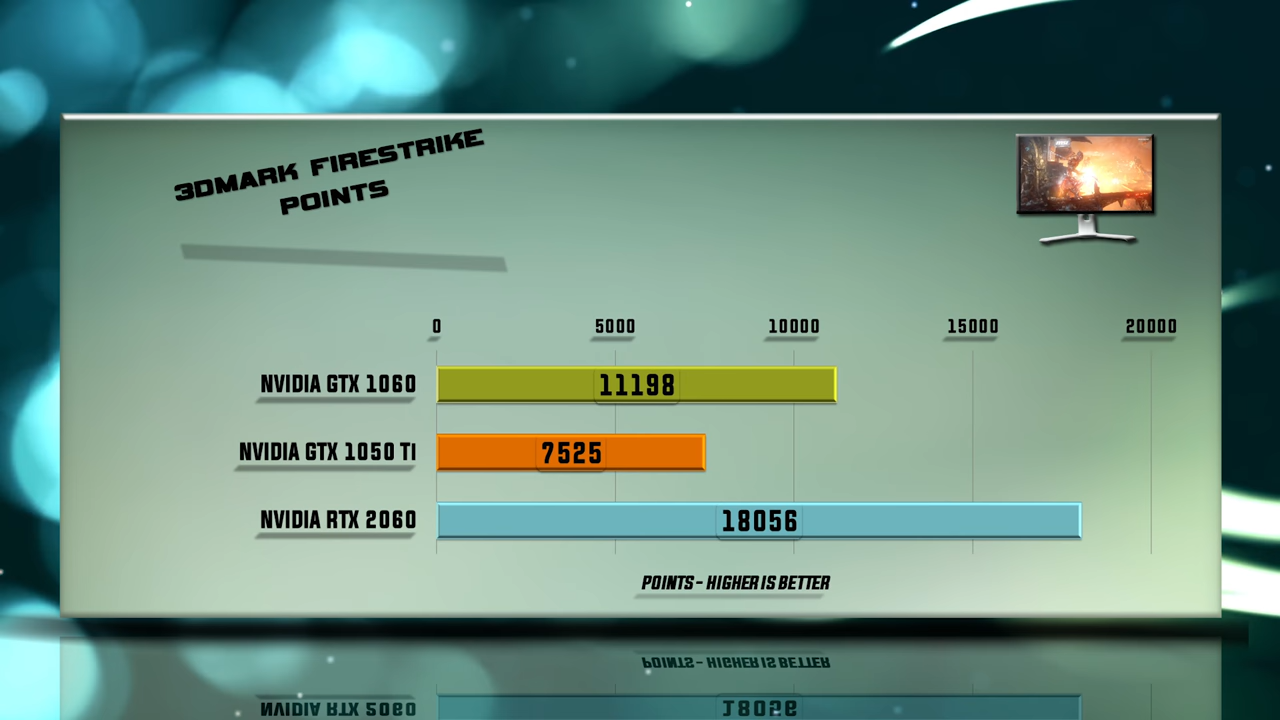 3DMARK FIRESTRIKE
POINTS
0 5000 10000 15000 20000
NVIDIA GTX 1060 11198
NVIDIA GTX 1050 TI 7525
NVIDIA RTX 2060 18056
POINTS - HIGHER IS BETTER